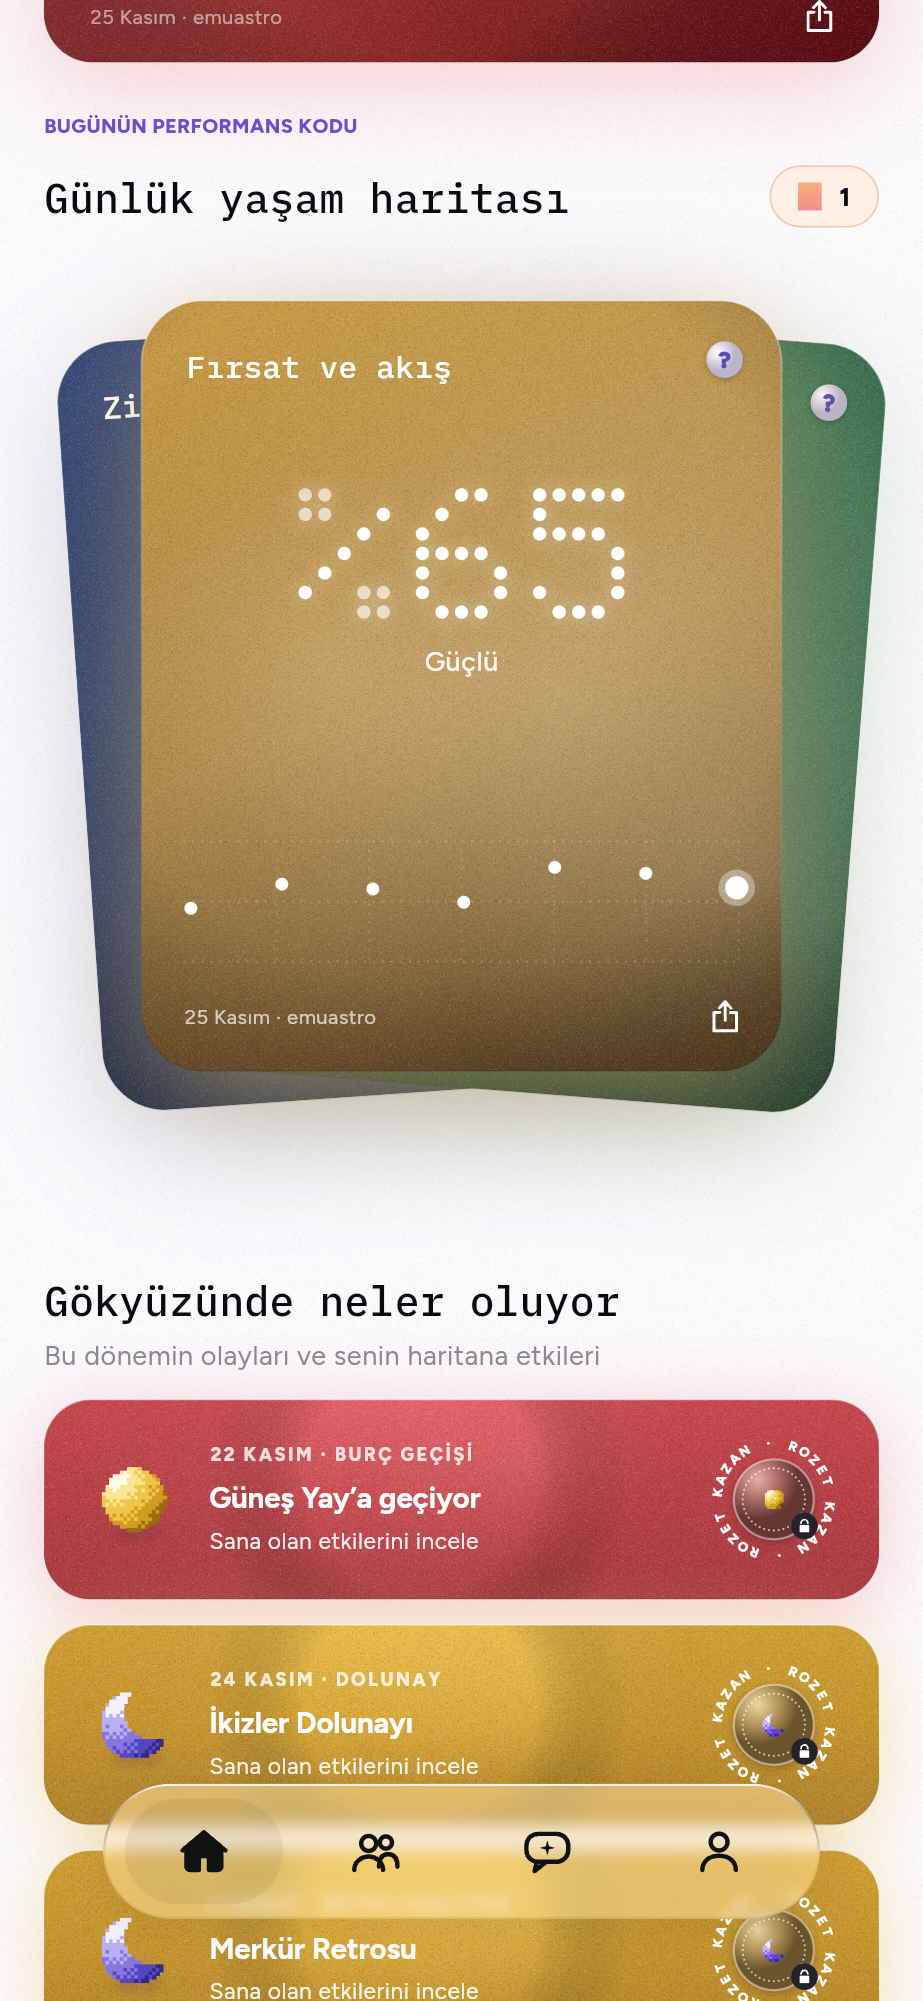 25 Kasım · emuastro
BUGÜNÜN PERFORMANS KODU
Günlük yaşam haritası
1
Zi
Fırsat ve akış
?
?
%65
Güçlü
25 Kasım · emuastro
Gökyüzünde neler oluyor
Bu dönemin olayları ve senin haritana etkileri
22 KASIM · BURÇ GEÇİŞİ
Güneş Yay’a geçiyor
Sana olan etkilerini incele
ROZET KAZAN · ROZET KAZAN ·
24 KASIM · DOLUNAY
İkizler Dolunayı
Sana olan etkilerini incele
ROZET KAZAN · ROZET KAZAN ·
Merkür Retrosu
Sana olan etkilerini incele